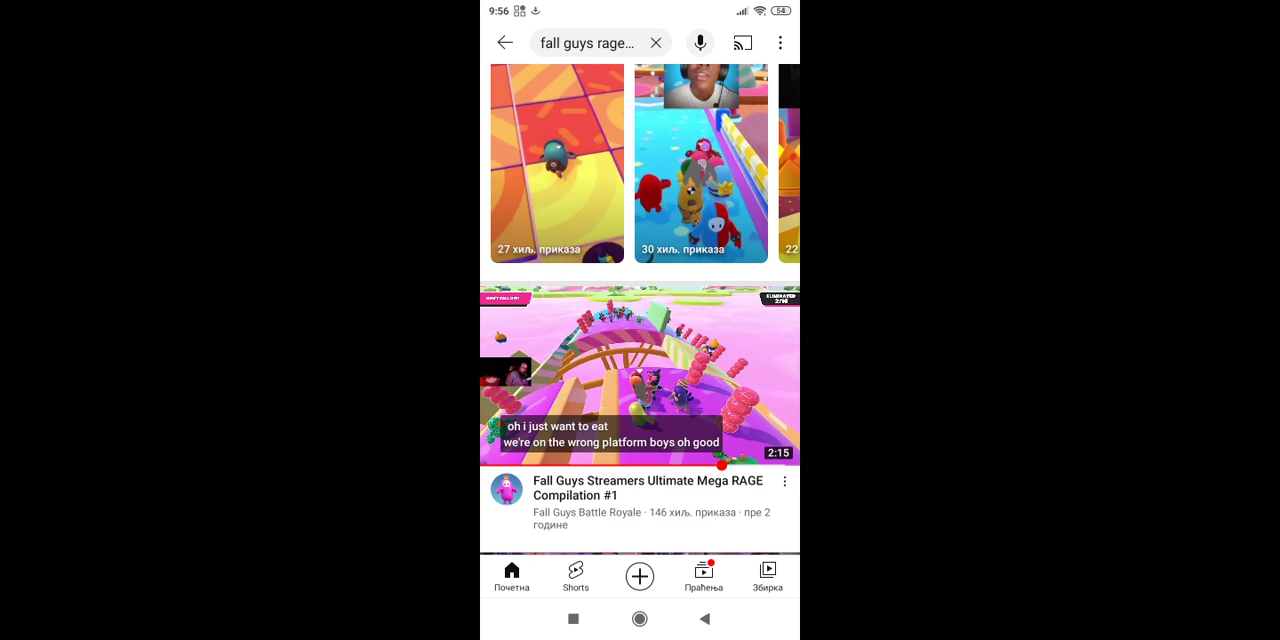 9:56
54
fall guys rage...
27 хиљ. приказа
30 хиљ. приказа
22
ELIMINATED
oh i just want to eat
we're on the wrong platform boys oh good
2:15
Fall Guys Streamers Ultimate Mega RAGE
Compilation #1
Fall Guys Battle Royale · 146 хиљ. приказа · пре 2
године
Почетна
Shorts
Праћења
Збирка